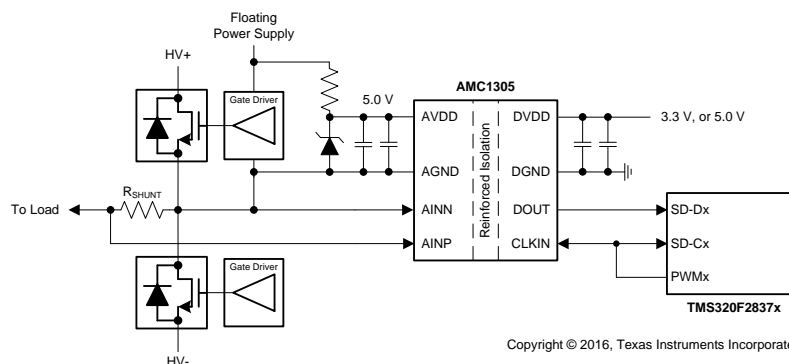 Floating
Power Supply
HV+
Gate Driver
5.0 V
AMC1305
AVDD
DVDD
3.3 V, or 5.0 V
AGND
DGND
Reinforced Isolation
RSHUNT
To Load
AINN
DOUT
SD-Dx
AINP
CLKIN
SD-Cx
Gate Driver
PWMx
TMS320F2837x
HV-
Copyright © 2016, Texas Instruments Incorporate